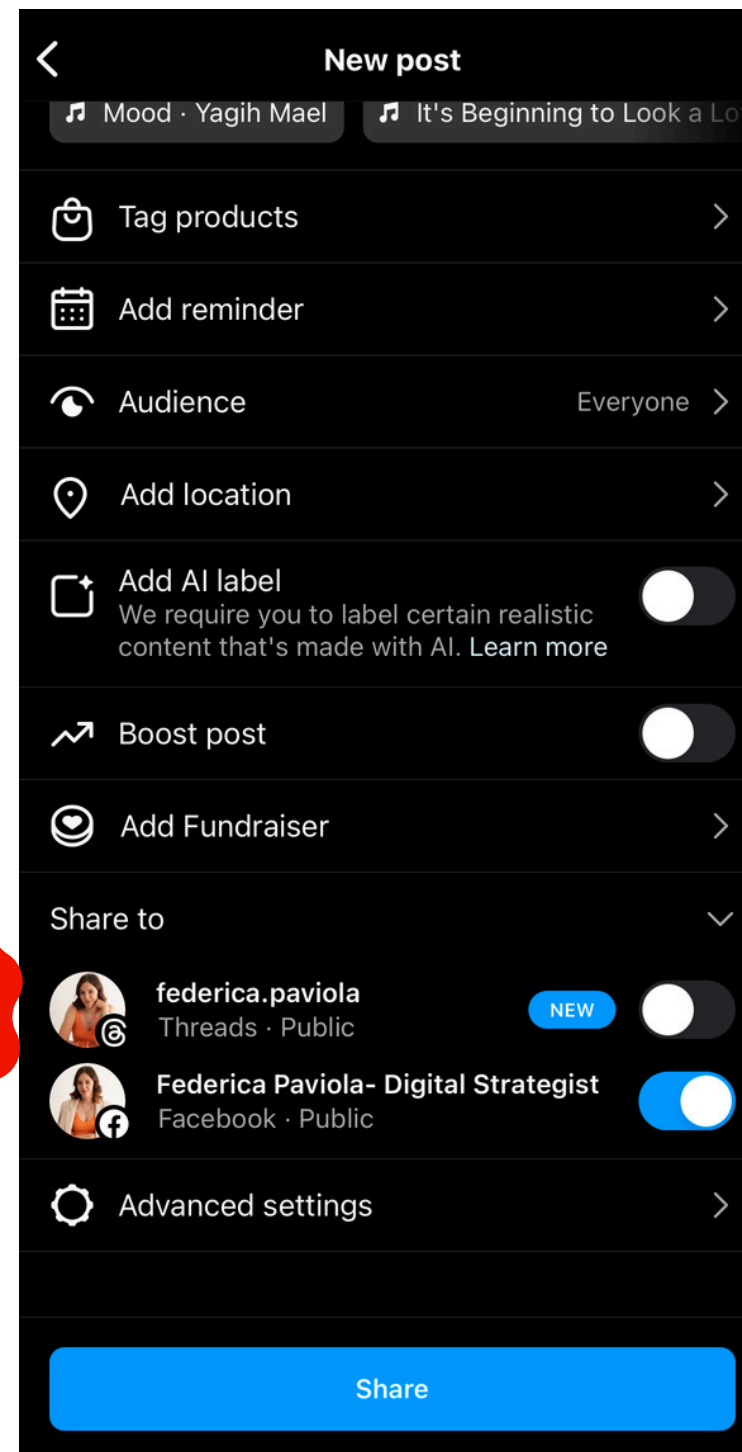 New post
Mood · Yagih Mael
It's Beginning to Look a Lo
Tag products
Add reminder
Audience
Everyone
Add location
Add AI label
We require you to label certain realistic
content that's made with AI. Learn more
Boost post
Add Fundraiser
Share to
federica.paviola
NEW
Threads · Public
Federica Paviola- Digital Strategist
Facebook · Public
Advanced settings
Share